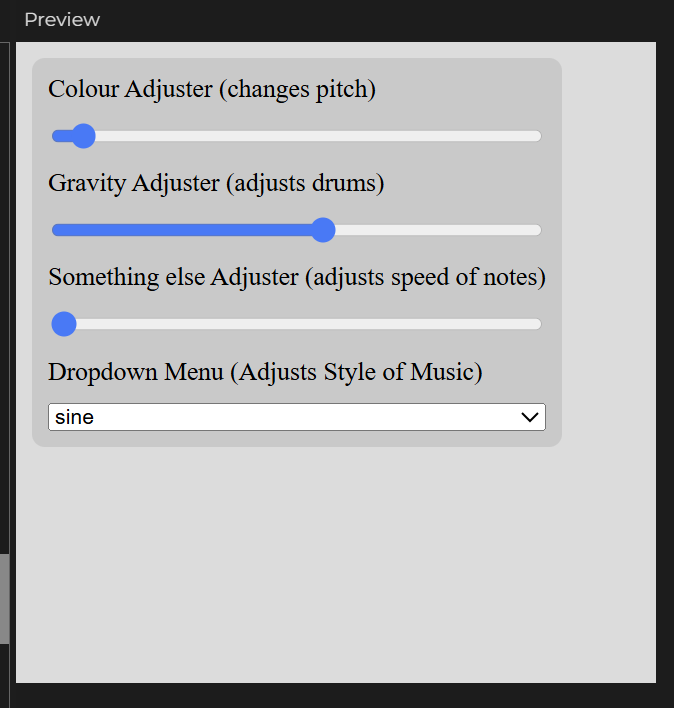 Preview
Colour Adjuster (changes pitch)
Gravity Adjuster (adjusts drums)
Something else Adjuster (adjusts speed of notes)
Dropdown Menu (Adjusts Style of Music)
sine